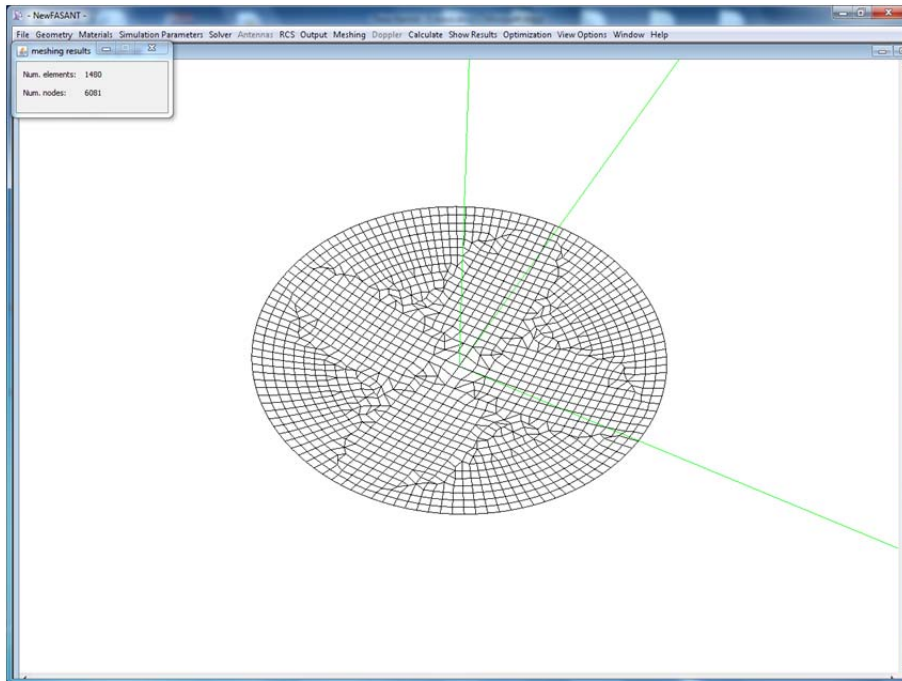 - NewFASANT -
File Geometry Materials Simulation Parameters Solver Antennas RCS Output Meshing Doppler Calculate Show Results Optimization View Options Window Help
meshing results
Num. elements: 1480
Num. nodes: 6081